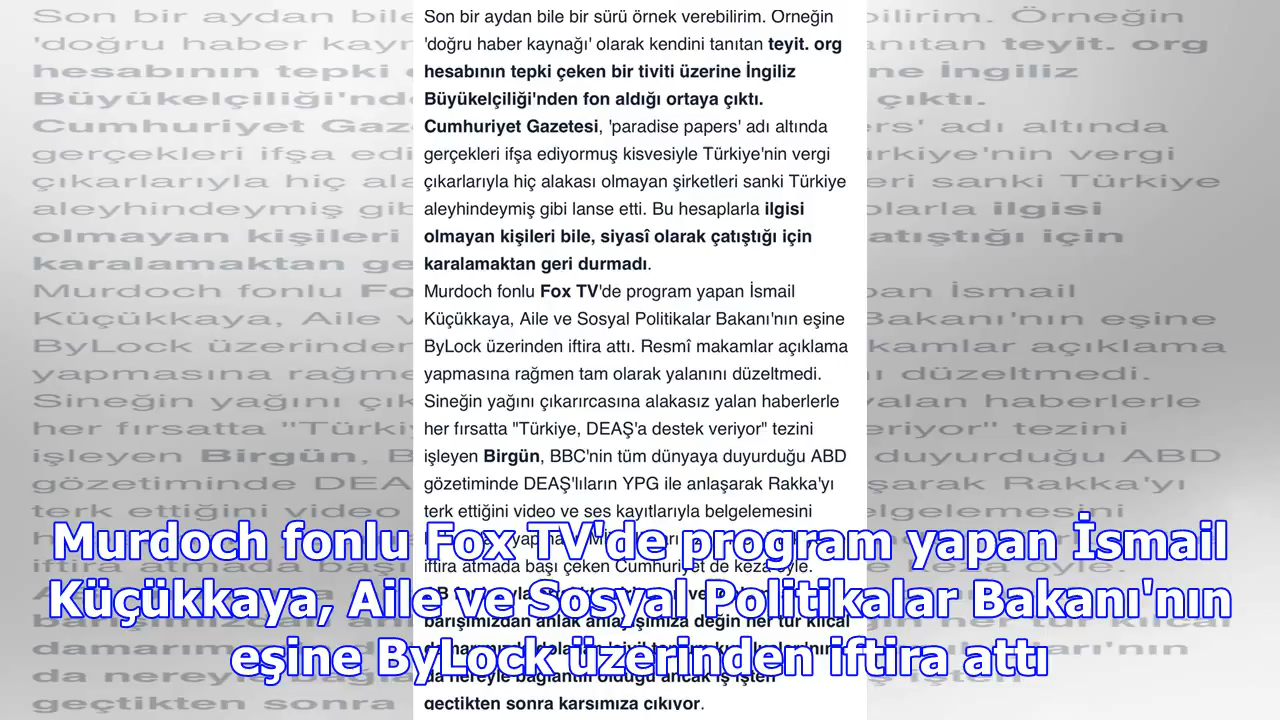 Son bir aydan bile bir sürü örnek verebilirim. Orneğin
'doğru haber kaynağı' olarak kendini tanıtan teyit. org
hesabının tepki çeken bir tiviti üzerine İngiliz
Büyükelçiliği'nden fon aldığı ortaya çıktı.
Cumhuriyet Gazetesi, 'paradise papers' adı altında
gerçekleri ifşa ediyormuş kisvesiyle Türkiye'nin vergi
çıkarlarıyla hiç alakası olmayan şirketleri sanki Türkiye
aleyhindeymiş gibi lanse etti. Bu hesaplarla ilgisi
olmayan kişileri bile, siyasî olarak çatıştığı için
karalamaktan geri durmadı.
Murdoch fonlu Fox TV'de program yapan İsmail
Küçükkaya, Aile ve Sosyal Politikalar Bakanı'nın eşine
ByLock üzerinden iftira attı. Resmî makamlar açıklama
yapmasına rağmen tam olarak yalanını düzeltmedi.
Sineğin yağını çıkarırcasına alakasız yalan haberlerle
her fırsatta "Türkiye, DEAŞ'a destek veriyor" tezini
işleyen Birgün, BBC'nin tüm dünyaya duyurduğu ABD
gözetiminde DEAŞ'lıların YPG ile anlaşarak Rakka'yı
terk ettiğini video ve ses kayıtlarıyla belgelemesini
iftira atmada başı çeken Cumhuriyet de keza öyle.
barışımızdan ahlak anlayışımıza değin her tür kılcal
da nereyle bağlantılı olduğu ancak iş işten
geçtikten sonra karşımıza çıkıyor.
Murdoch fonlu Fox TV'de program yapan İsmail
Küçükkaya, Aile ve Sosyal Politikalar Bakanı'nın
eşine ByLock üzerinden iftira attı